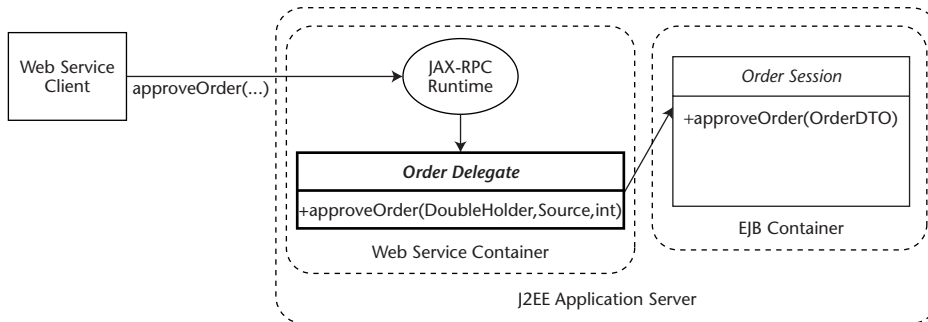 Web Service
Client
approveOrder(...)
JAX-RPC
Runtime
Order Delegate
+approveOrder(DoubleHolder,Source,int)
Web Service Container
Order Session
+approveOrder(OrderDTO)
EJB Container
J2EE Application Server